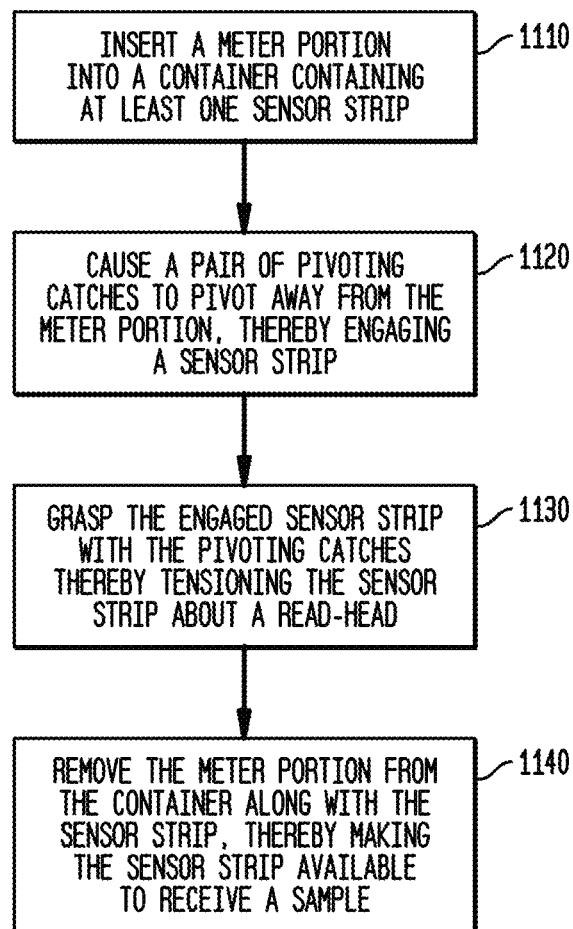 INSERT A METER PORTION
INTO A CONTAINER CONTAINING
AT LEAST ONE SENSOR STRIP
1110
CAUSE A PAIR OF PIVOTING
CATCHES TO PIVOT AWAY FROM THE
METER PORTION, THEREBY ENGAGING
A SENSOR STRIP
1120
GRASP THE ENGAGED SENSOR STRIP
WITH THE PIVOTING CATCHES
THEREBY TENSIONING THE SENSOR
STRIP ABOUT A READ-HEAD
1130
REMOVE THE METER PORTION FROM
THE CONTAINER ALONG WITH THE
SENSOR STRIP, THEREBY MAKING
THE SENSOR STRIP AVAILABLE
TO RECEIVE A SAMPLE
1140